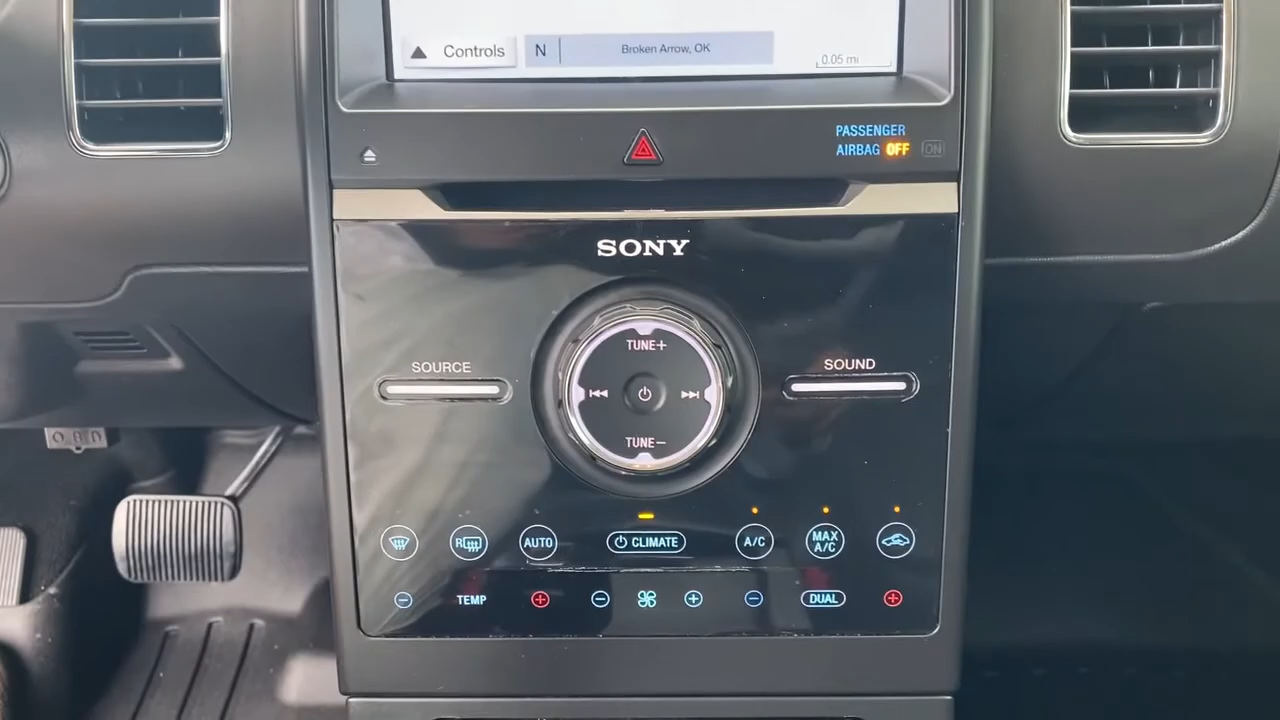 Controls
N
Broken Arrow, OK
0.05 mi
PASSENGER
AIRBAG OFF ON
SONY
SOURCE
SOUND
TUNE+
TUNE-
R
AUTO
CLIMATE
A/C
MAX
A/C
TEMP
DUAL
OBD